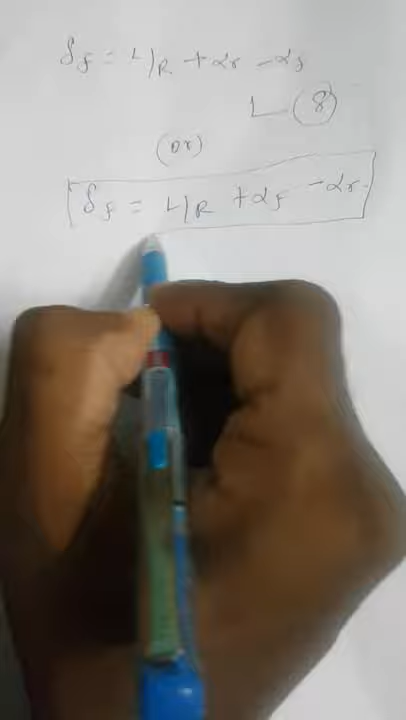 δf = L/R + αr - αf
L (8)
(or)
δf = L/R + αf - αr.